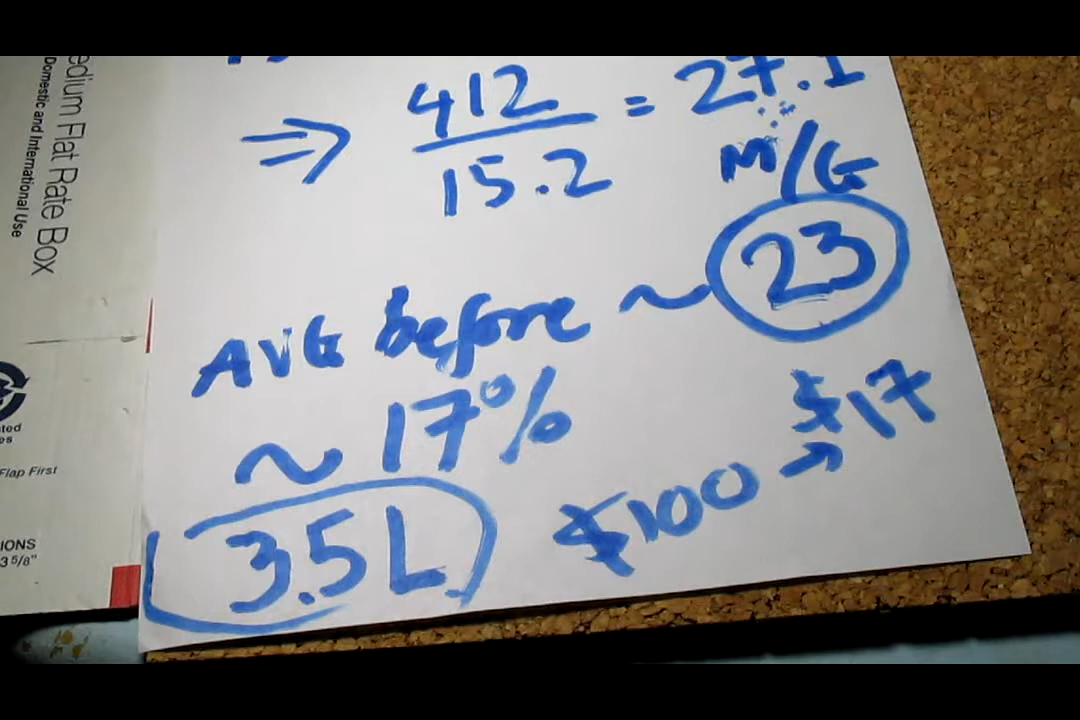 412
15.2
= 27.1
M/G
AVG before ~ 23
~ 17%
3.5L
$100 → $17
edium Flat Rate Box
Domestic and International Use
Flap First
IONS
3 5/8"